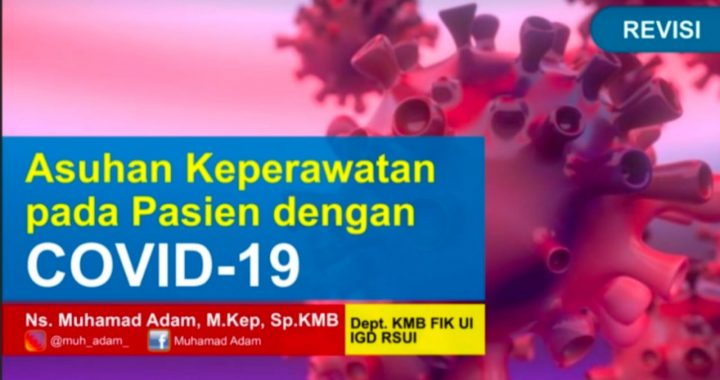 REVISI
Asuhan Keperawatan
pada Pasien dengan
COVID-19
Ns. Muhamad Adam, M.Kep, Sp.KMB
@muh_adam_ Muhamad Adam
Dept. KMB FIK UI
IGD RSUI